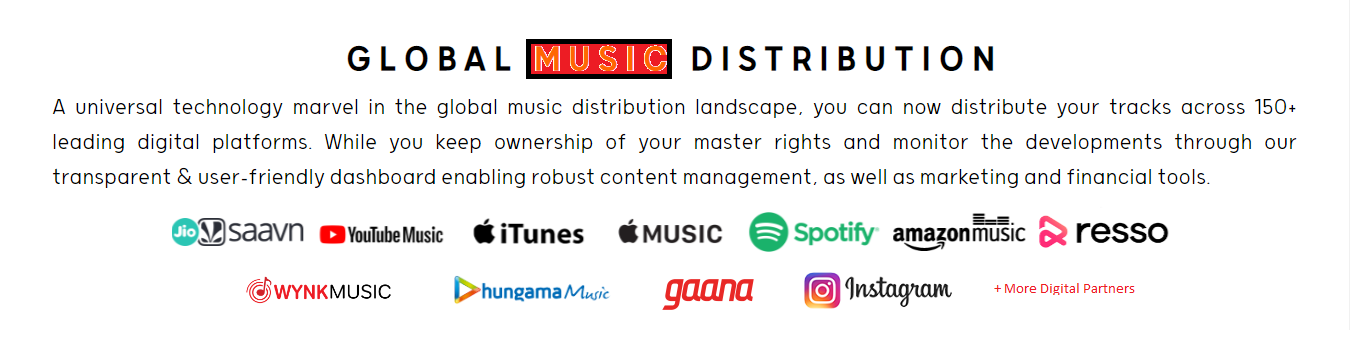 GLOBAL MUSIC DISTRIBUTION
A universal technology marvel in the global music distribution landscape, you can now distribute your tracks across 150+
leading digital platforms. While you keep ownership of your master rights and monitor the developments through our
transparent & user-friendly dashboard enabling robust content management, as well as marketing and financial tools.
Jio saavn YouTube Music iTunes MUSIC Spotify amazon music resso
WYNK MUSIC hungama Music gaana Instagram + More Digital Partners